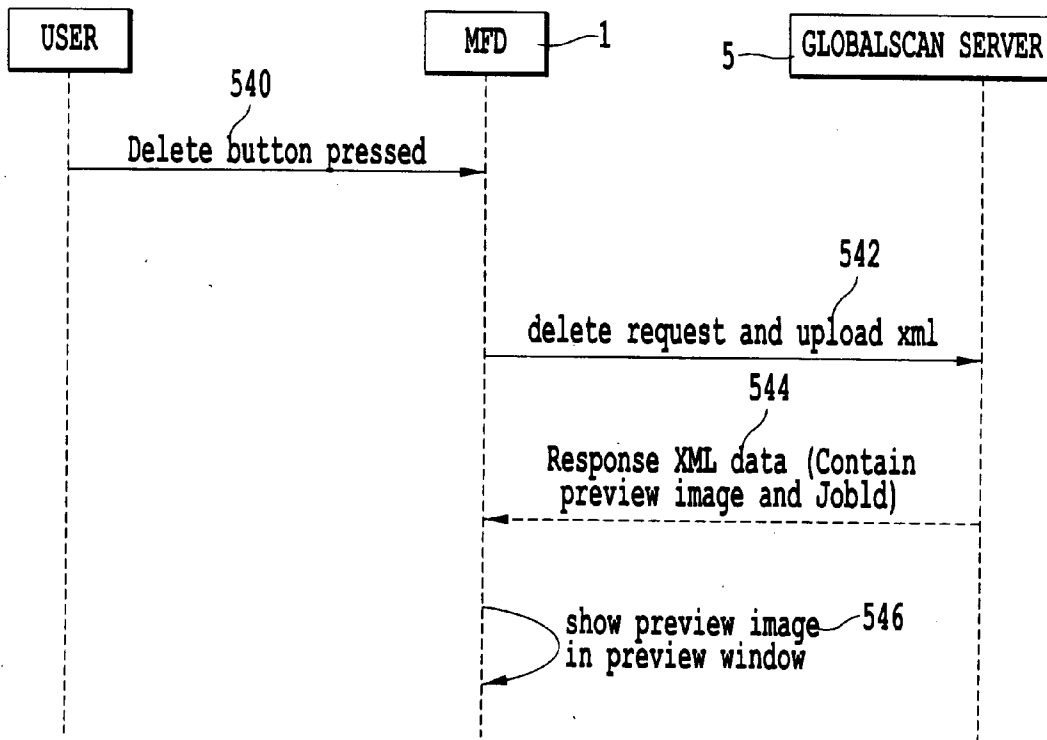 USER
MFD
1
5
GLOBALSCAN SERVER
540
Delete button pressed
542
delete request and upload xml
544
Response XML data (Contain
preview image and JobId)
show preview image
546
in preview window